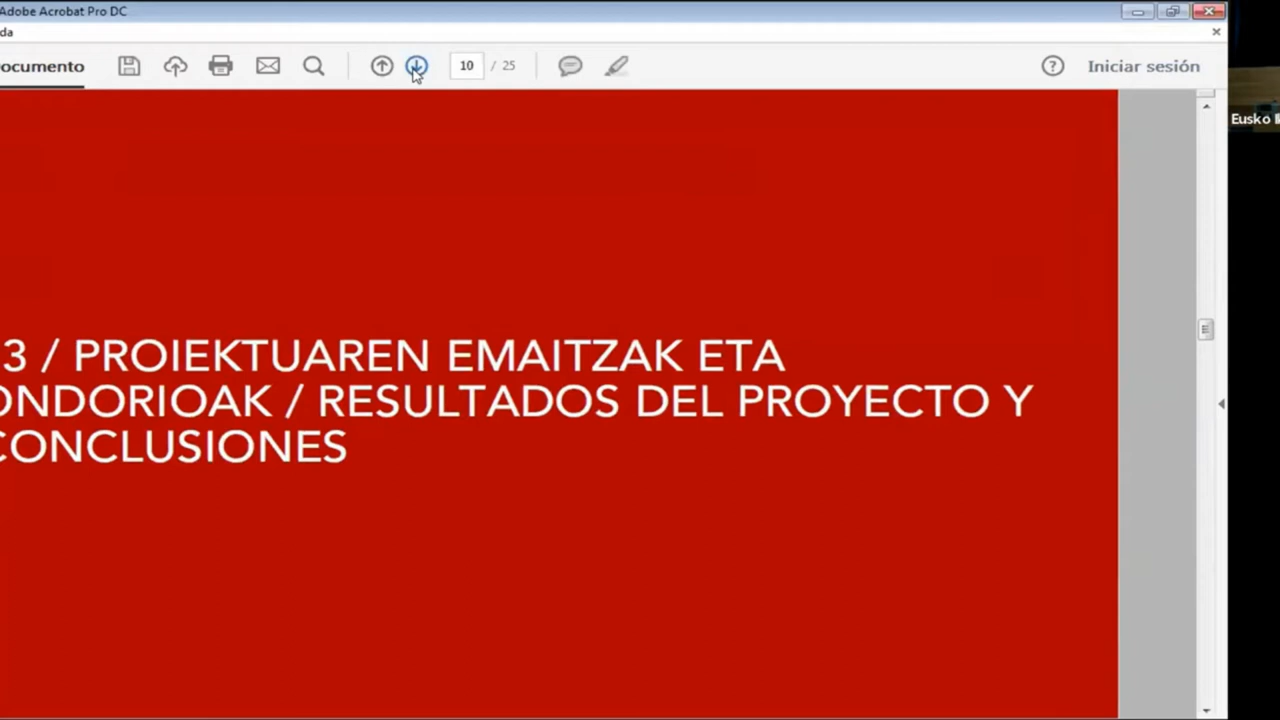 Adobe Acrobat Pro DC
da
ocumento
10 / 25
Iniciar sesión
Eusko
3 / PROIEKTUAREN EMAITZAK ETA
ONDORIOAK / RESULTADOS DEL PROYECTO Y
CONCLUSIONES